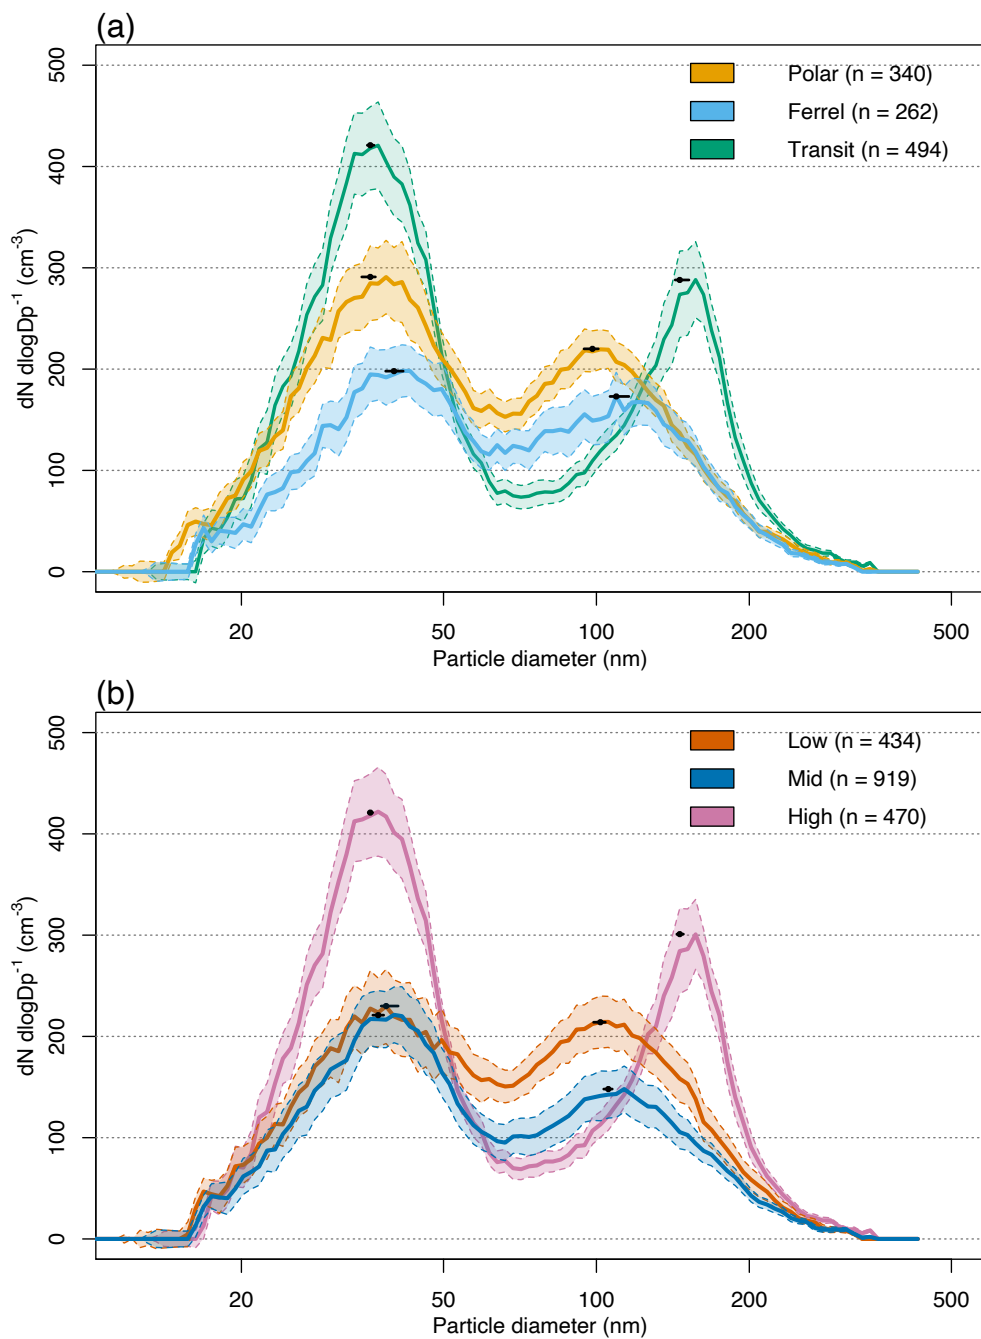 (a)
500
400
300
200
100
0
dN dlogDp⁻¹ (cm⁻³)
Polar (n = 340)
Ferrel (n = 262)
Transit (n = 494)
20 50 100 200 500
Particle diameter (nm)
(b)
500
400
300
200
100
0
dN dlogDp⁻¹ (cm⁻³)
Low (n = 434)
Mid (n = 919)
High (n = 470)
20 50 100 200 500
Particle diameter (nm)